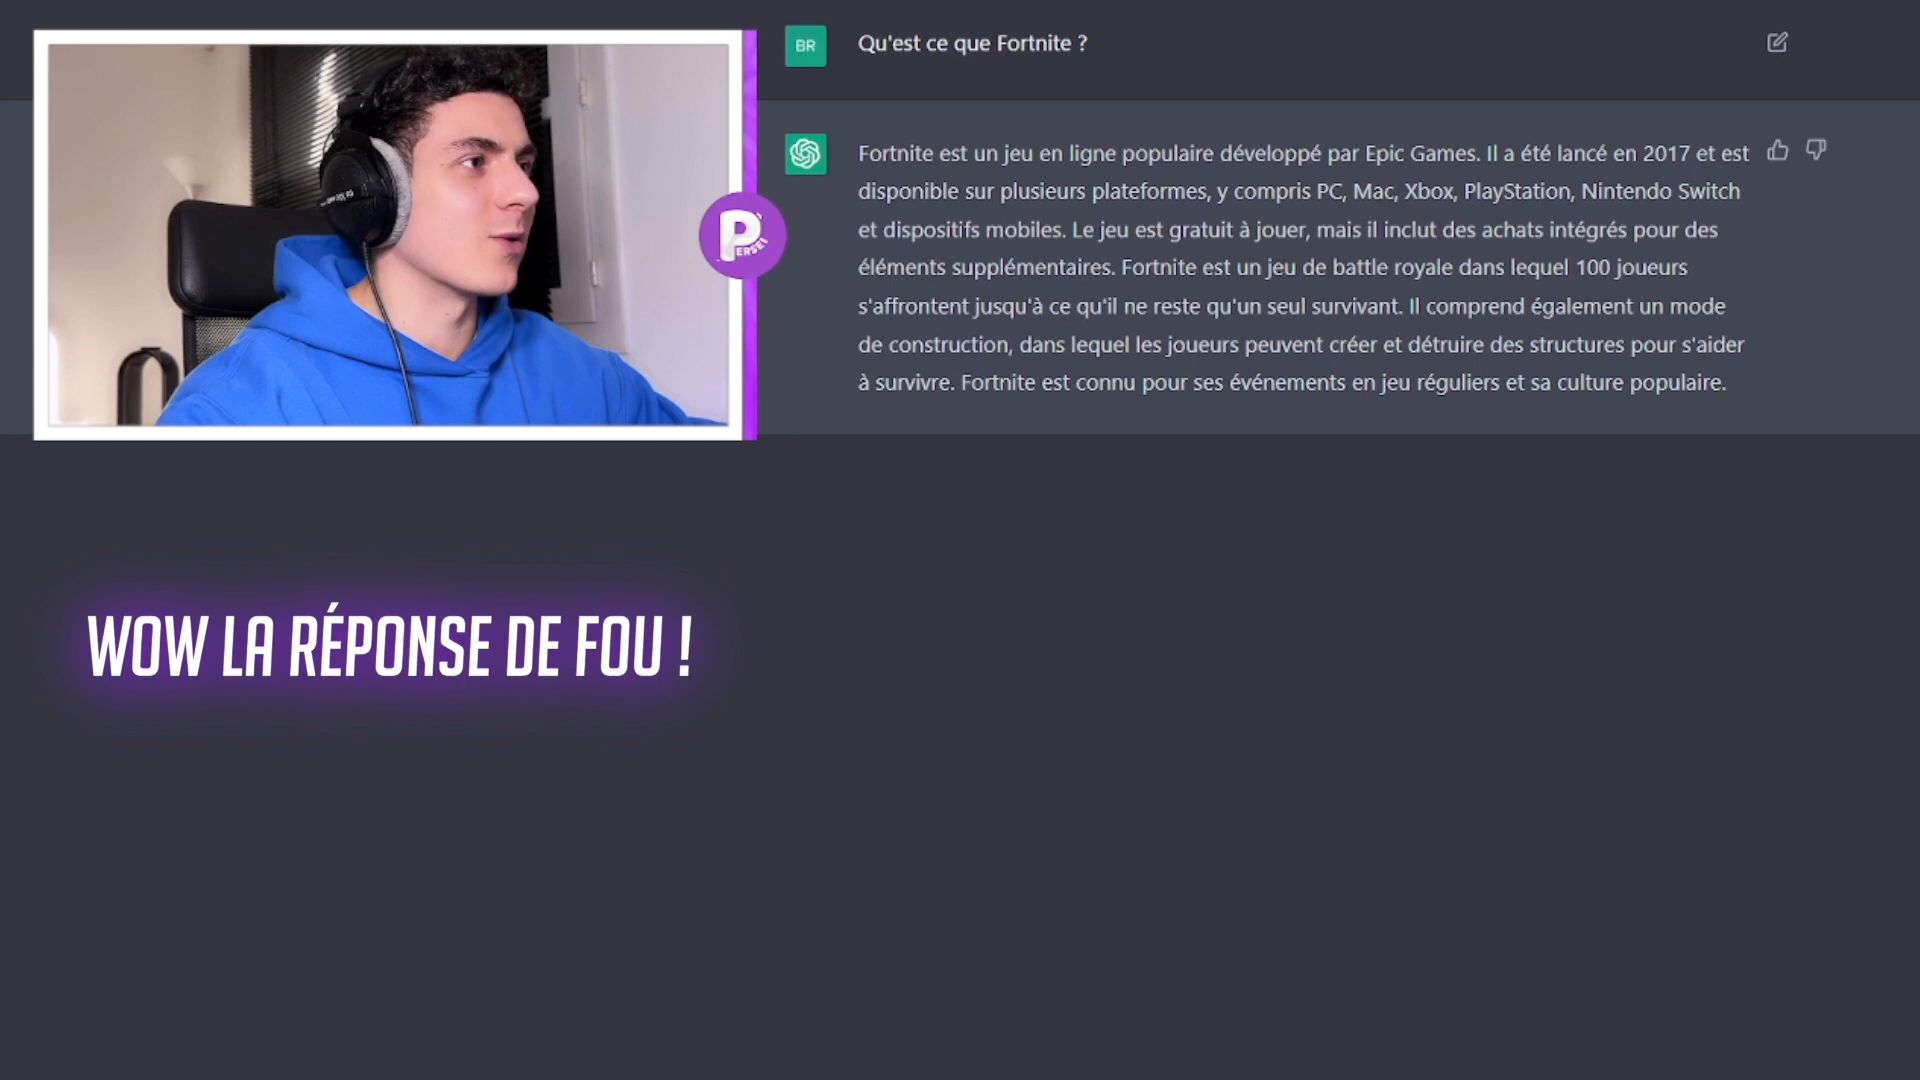 BR
Qu'est ce que Fortnite ?
Fortnite est un jeu en ligne populaire développé par Epic Games. Il a été lancé en 2017 et est
disponible sur plusieurs plateformes, y compris PC, Mac, Xbox, PlayStation, Nintendo Switch
et dispositifs mobiles. Le jeu est gratuit à jouer, mais il inclut des achats intégrés pour des
éléments supplémentaires. Fortnite est un jeu de battle royale dans lequel 100 joueurs
s'affrontent jusqu'à ce qu'il ne reste qu'un seul survivant. Il comprend également un mode
de construction, dans lequel les joueurs peuvent créer et détruire des structures pour s'aider
à survivre. Fortnite est connu pour ses événements en jeu réguliers et sa culture populaire.
PERSEI
WOW LA RÉPONSE DE FOU !